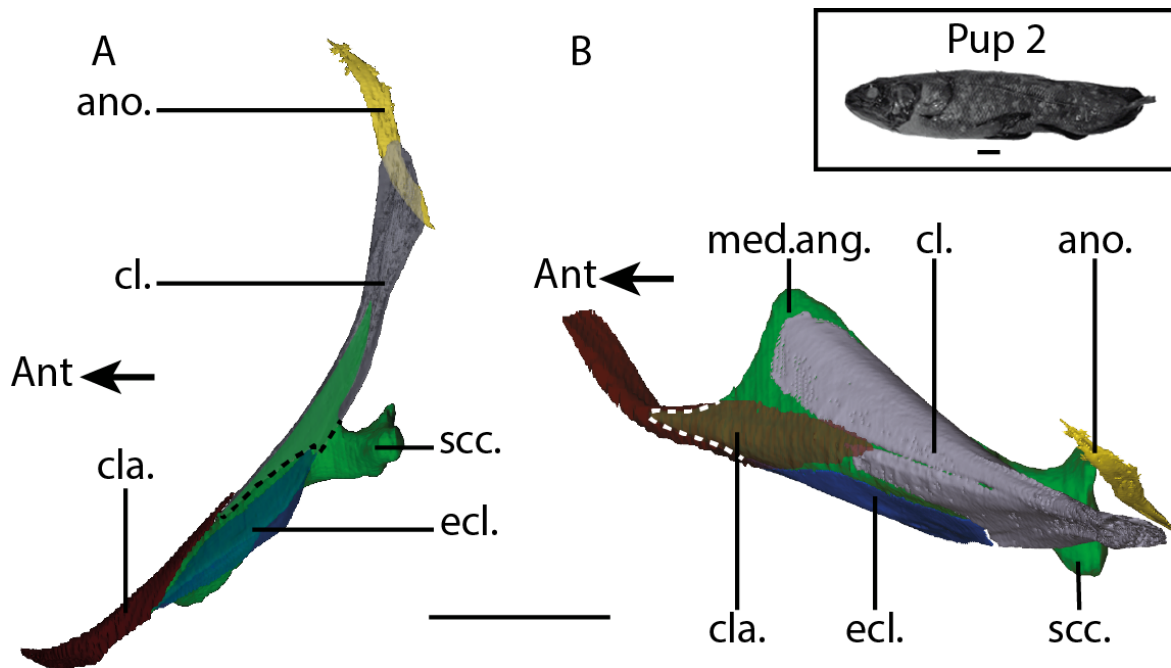 A
ano.
cl.
Ant
scc.
cla.
ecl.
B
Pup 2
med.ang. cl. ano.
Ant
cla. ecl. scc.